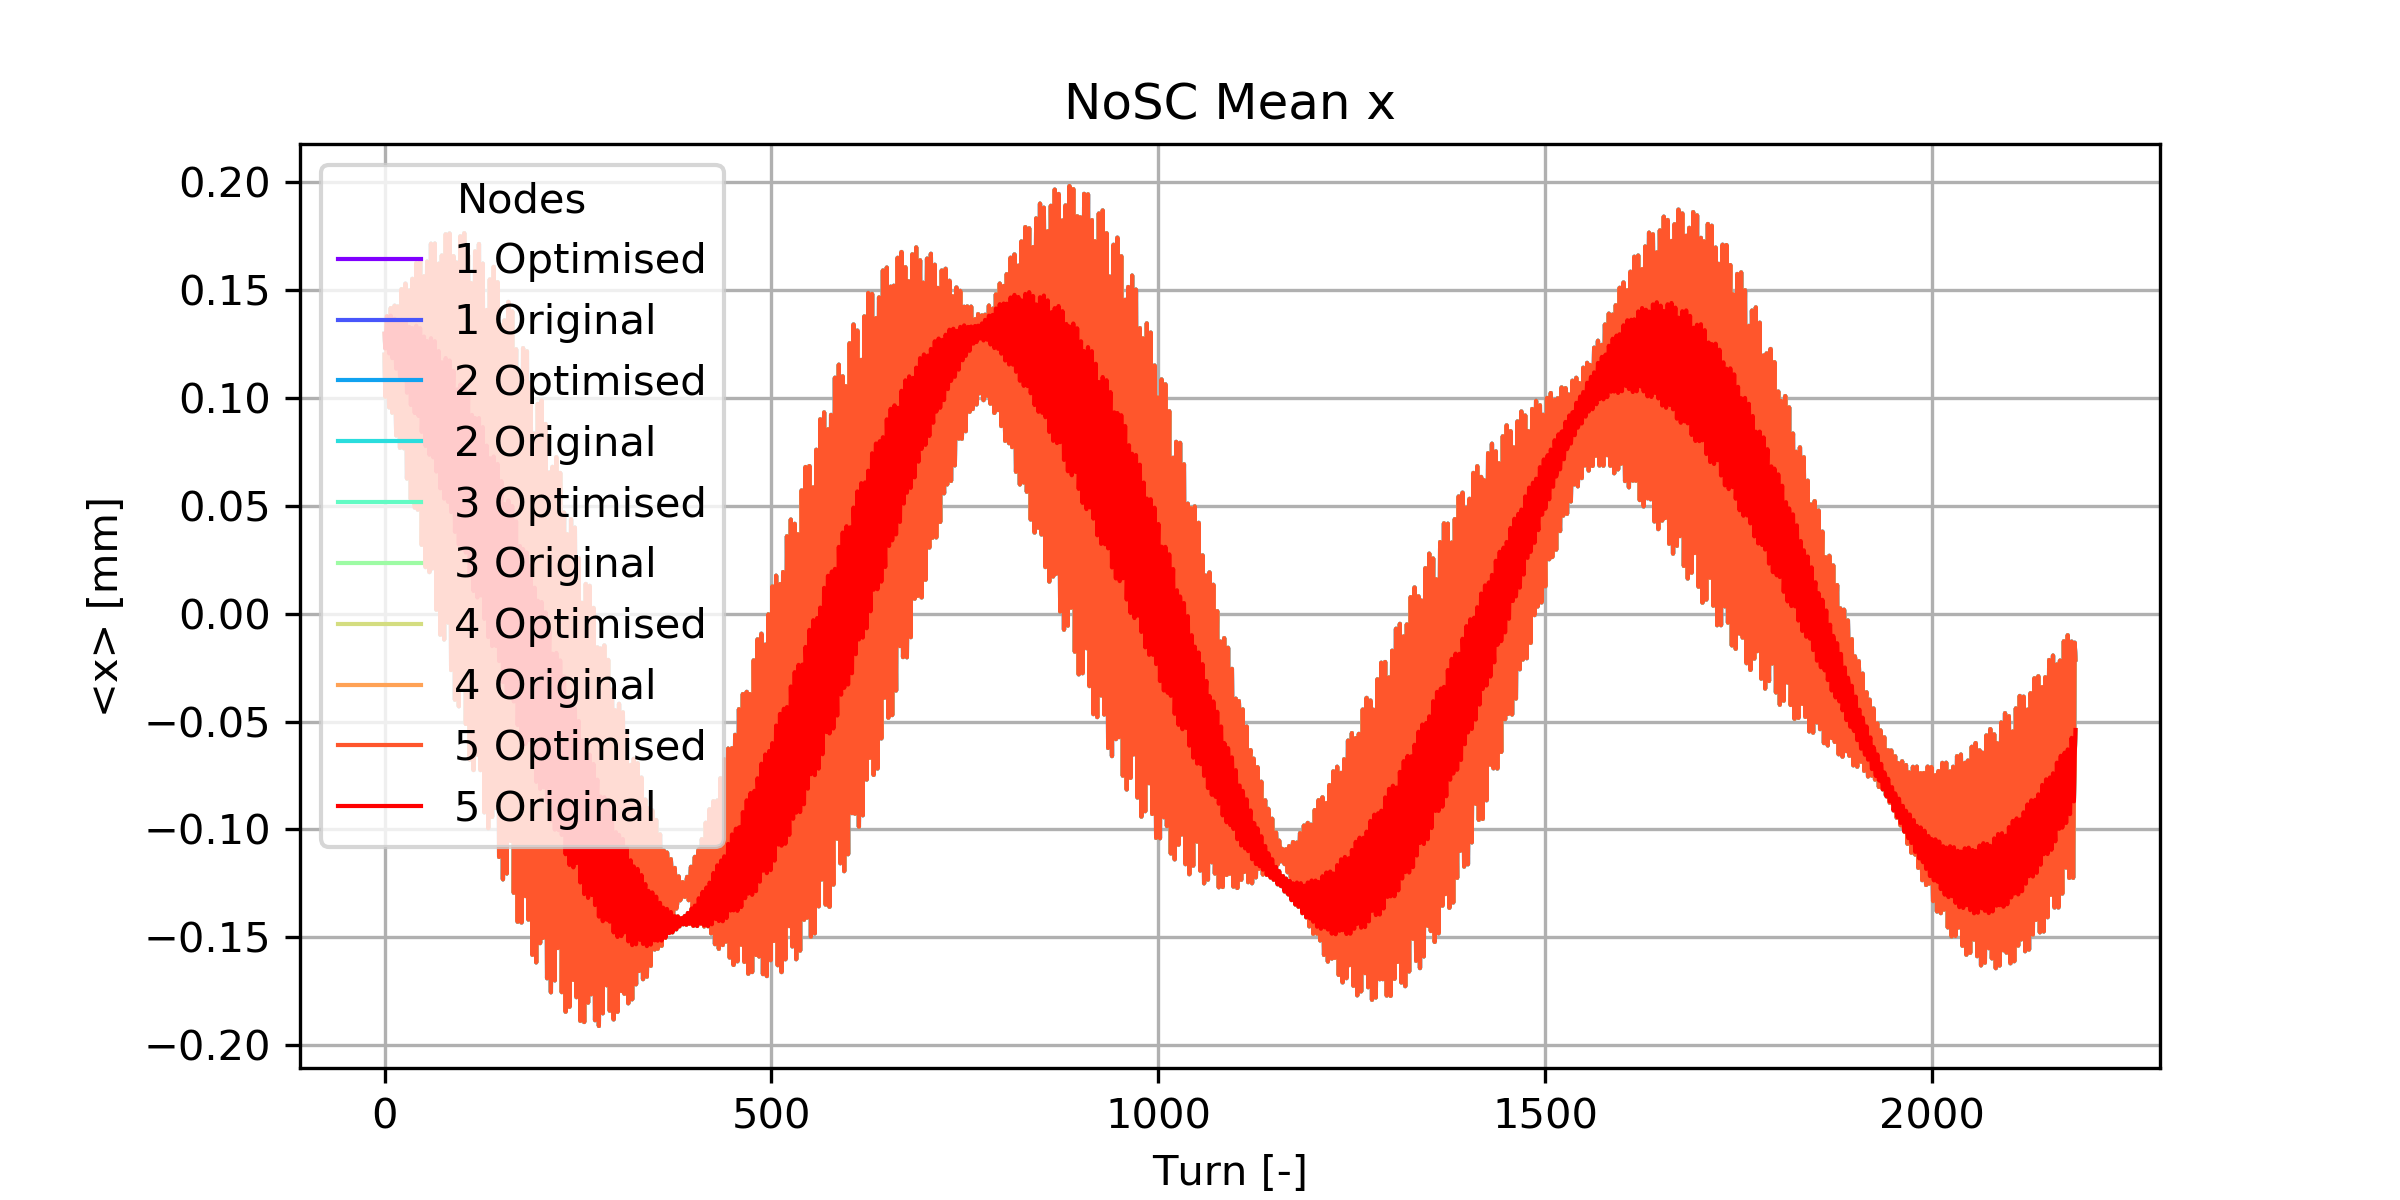 NoSC Mean x
0.20
0.15
0.10
0.05
0.00
−0.05
−0.10
−0.15
−0.20
<x> [mm]
Nodes
1 Optimised
1 Original
2 Optimised
2 Original
3 Optimised
3 Original
4 Optimised
4 Original
5 Optimised
5 Original
0 500 1000 1500 2000
Turn [-]